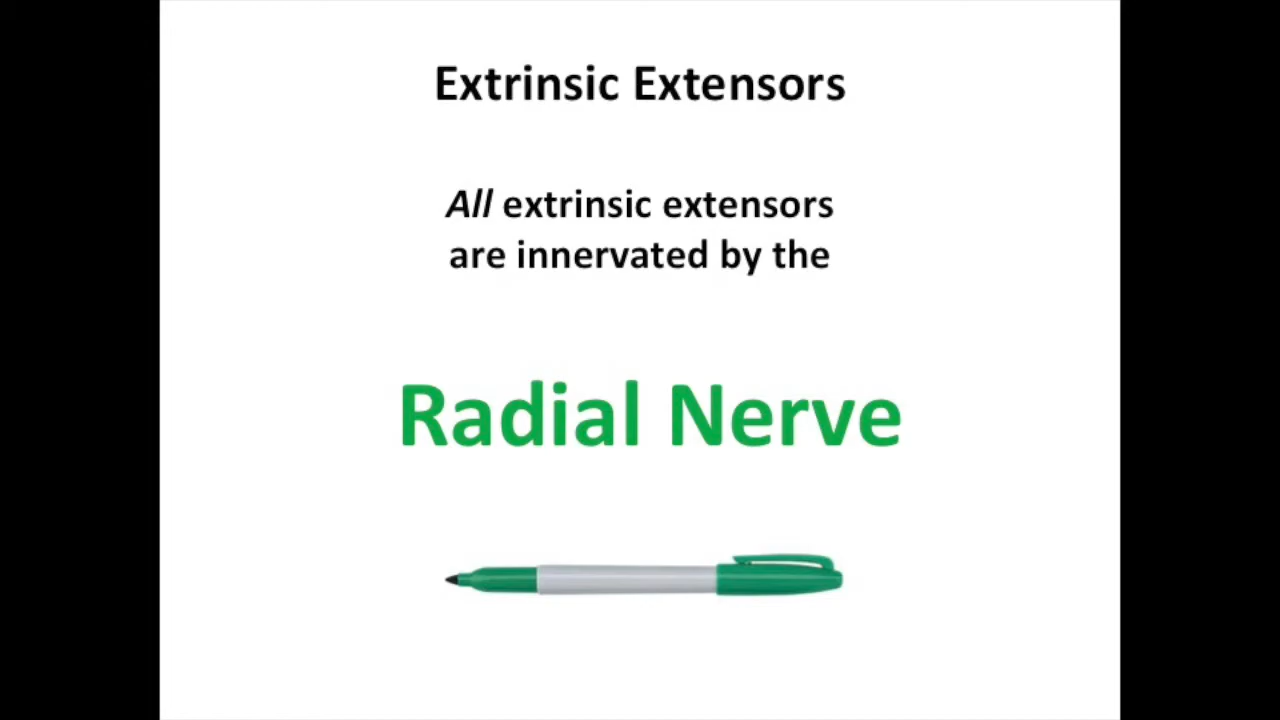 Extrinsic Extensors
All extrinsic extensors
are innervated by the
Radial Nerve